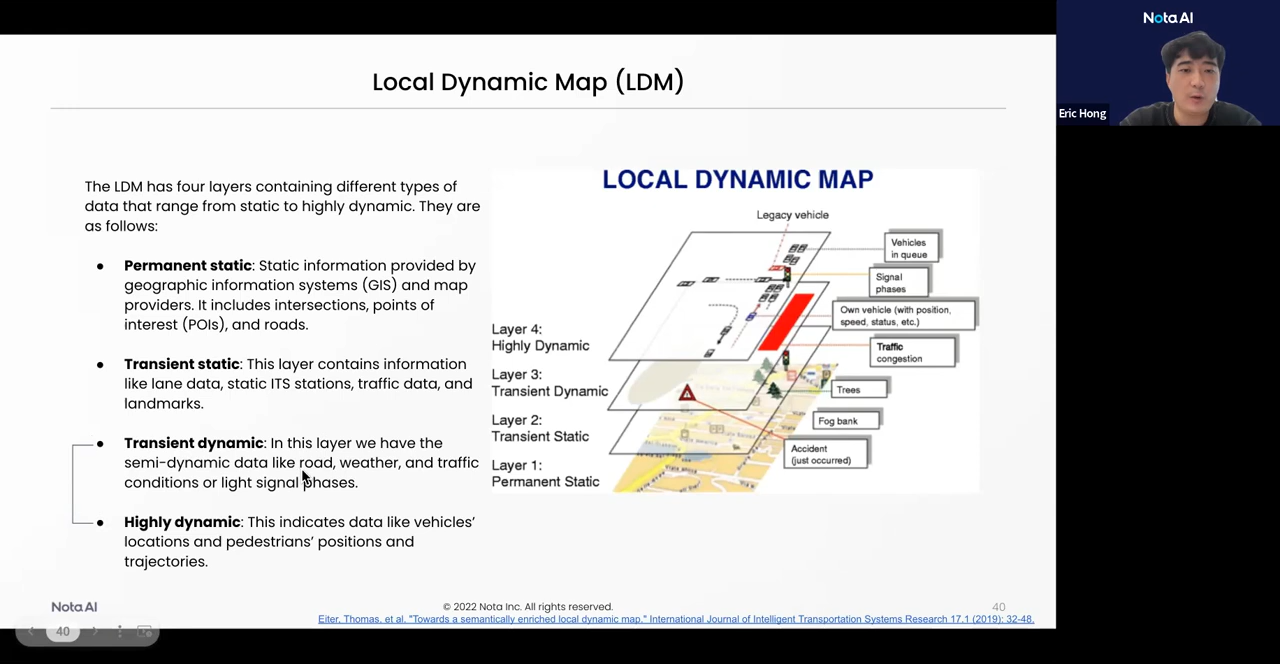 Nota AI
Eric Hong
Local Dynamic Map (LDM)
The LDM has four layers containing different types of
data that range from static to highly dynamic. They are
as follows:
● Permanent static: Static information provided by
geographic information systems (GIS) and map
providers. It includes intersections, points of
interest (POIs), and roads.
● Transient static: This layer contains information
like lane data, static ITS stations, traffic data, and
landmarks.
● Transient dynamic: In this layer we have the
semi-dynamic data like road, weather, and traffic
conditions or light signal phases.
● Highly dynamic: This indicates data like vehicles’
locations and pedestrians’ positions and
trajectories.
LOCAL DYNAMIC MAP
Legacy vehicle
Vehicles
in queue
Signal
phases
Own vehicle (with position,
speed, status, etc.)
Traffic
congestion
Trees
Fog bank
Accident
(just occurred)
Layer 4:
Highly Dynamic
Layer 3:
Transient Dynamic
Layer 2:
Transient Static
Layer 1:
Permanent Static
Nota AI
© 2022 Nota Inc. All rights reserved.
40
Eiter, Thomas, et al. "Towards a semantically enriched local dynamic map." International Journal of Intelligent Transportation Systems Research 17.1 (2019): 32-48.
40